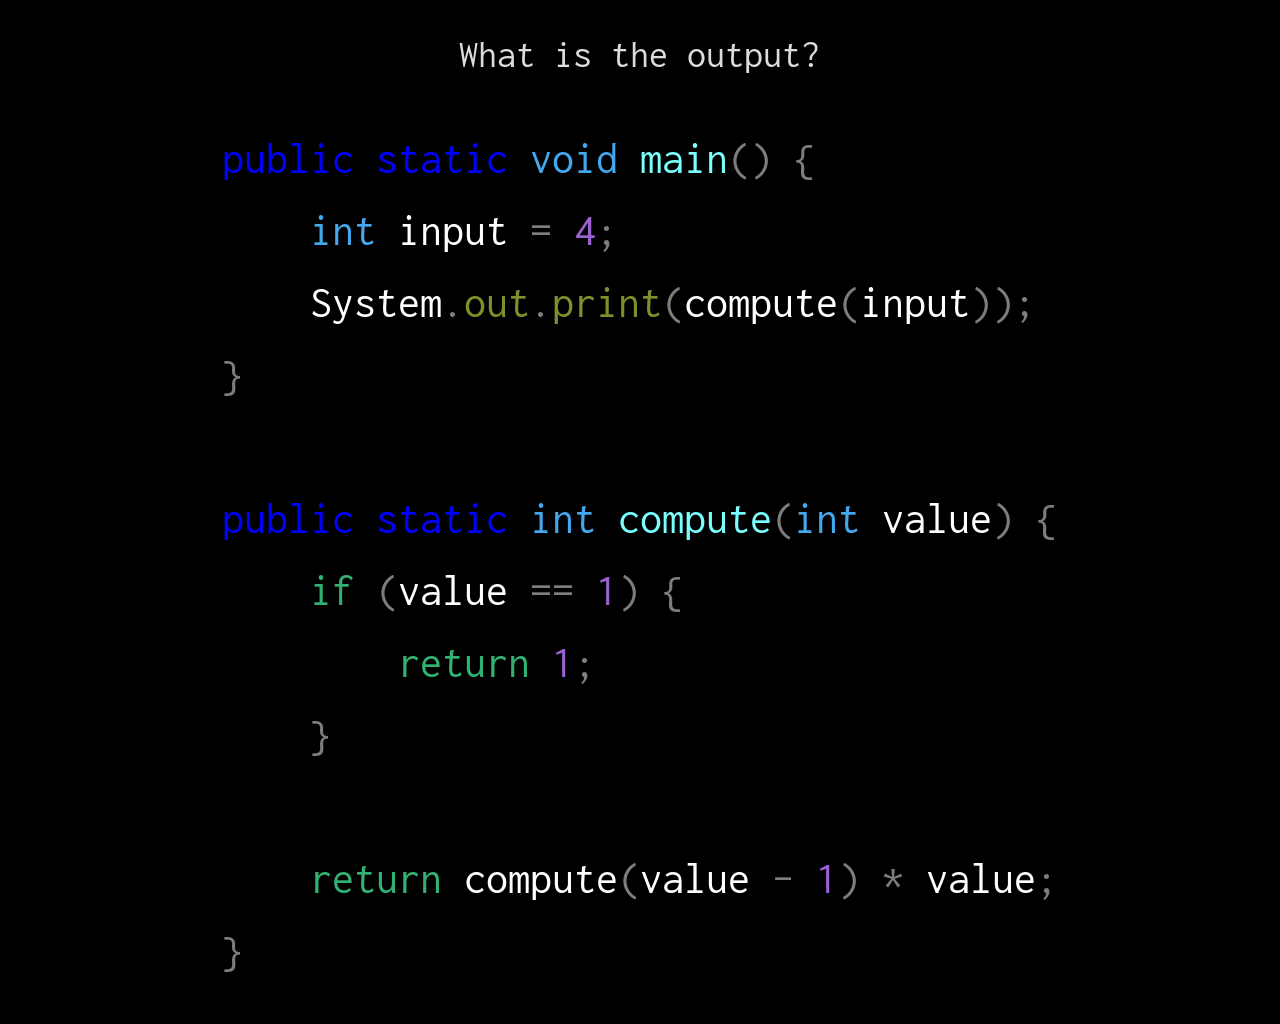 What is the output?
public static void main() {
    int input = 4;
    System.out.print(compute(input));
}
public static int compute(int value) {
    if (value == 1) {
        return 1;
    }
    return compute(value - 1) * value;
}